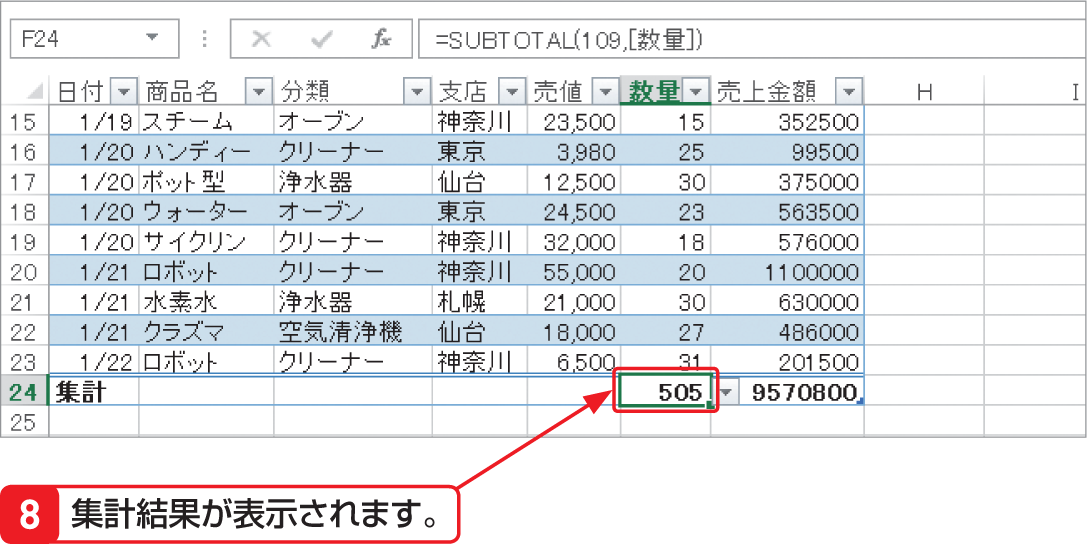 F24 fx =SUBTOTAL(109,[数量])
日付 商品名 分類 支店 売値 数量 売上金額 H I
15 1/19 スチーム オーブン 神奈川 23,500 15 352500
16 1/20 ハンディー クリーナー 東京 3,980 25 99500
17 1/20 ポット型 浄水器 仙台 12,500 30 375000
18 1/20 ウォーター オーブン 東京 24,500 23 563500
19 1/20 サイクリン クリーナー 神奈川 32,000 18 576000
20 1/21 ロボット クリーナー 神奈川 55,000 20 1100000
21 1/21 水素水 浄水器 札幌 21,000 30 630000
22 1/21 クラズマ 空気清浄機 仙台 18,000 27 486000
23 1/22 ロボット クリーナー 神奈川 6,500 31 201500
24 集計 505 9570800
25
8 集計結果が表示されます。